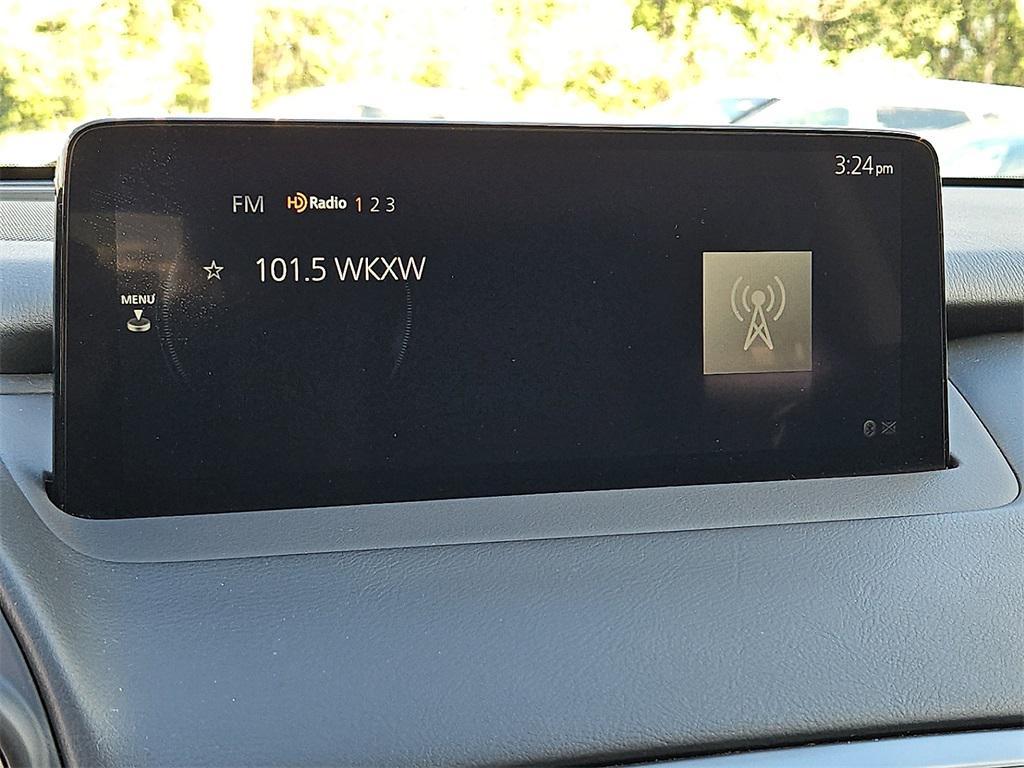 3:24pm
FM HD Radio 1 2 3
101.5 WKXW
MENU